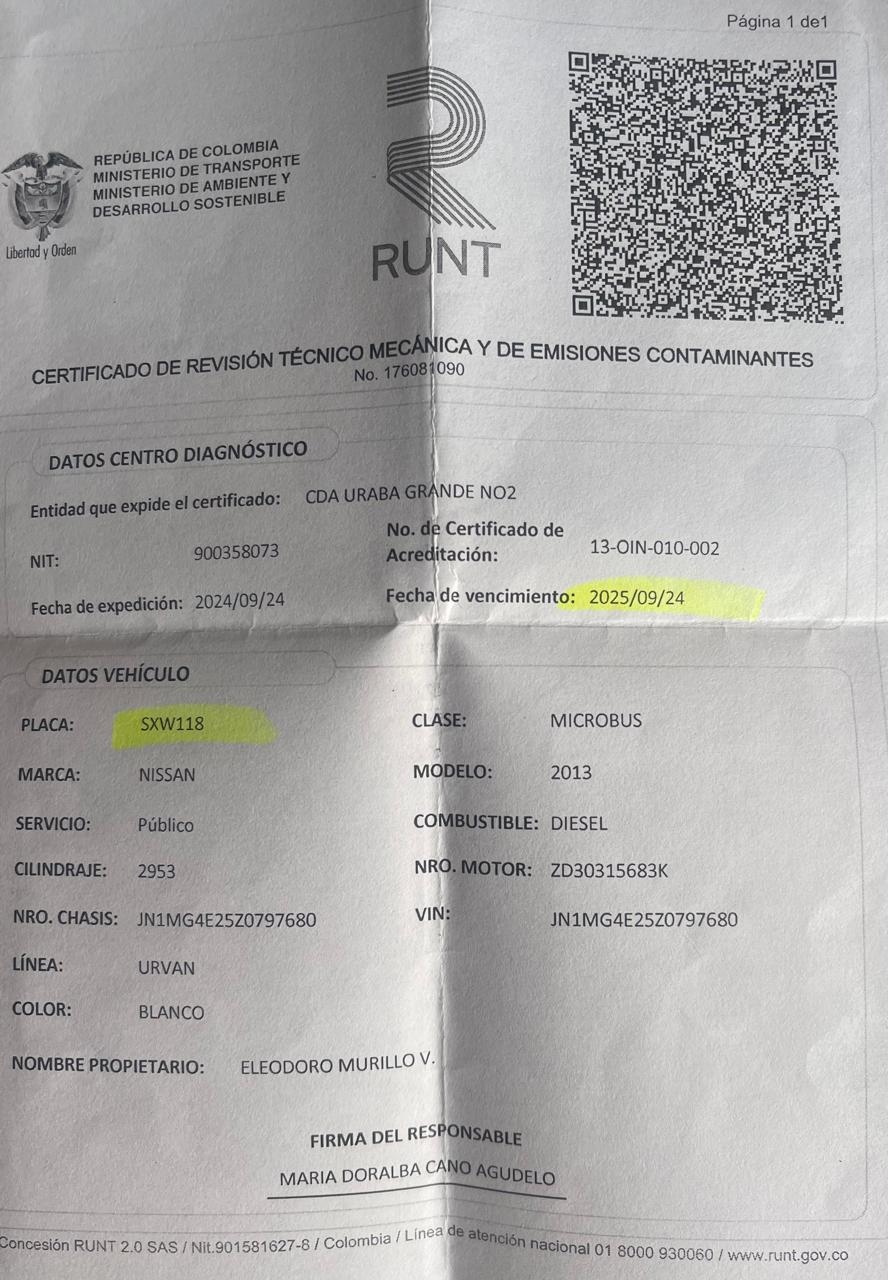 Página 1 de1
REPÚBLICA DE COLOMBIA
MINISTERIO DE TRANSPORTE
MINISTERIO DE AMBIENTE Y
DESARROLLO SOSTENIBLE
Libertad y Orden
RUNT
CERTIFICADO DE REVISIÓN TÉCNICO MECÁNICA Y DE EMISIONES CONTAMINANTES
No. 176081090
DATOS CENTRO DIAGNÓSTICO
Entidad que expide el certificado: CDA URABA GRANDE NO2
NIT: 900358073 No. de Certificado de Acreditación: 13-OIN-010-002
Fecha de expedición: 2024/09/24 Fecha de vencimiento: 2025/09/24
DATOS VEHÍCULO
PLACA: SXW118 CLASE: MICROBUS
MARCA: NISSAN MODELO: 2013
SERVICIO: Público COMBUSTIBLE: DIESEL
CILINDRAJE: 2953 NRO. MOTOR: ZD30315683K
NRO. CHASIS: JN1MG4E25Z0797680 VIN: JN1MG4E25Z0797680
LÍNEA: URVAN
COLOR: BLANCO
NOMBRE PROPIETARIO: ELEODORO MURILLO V.
FIRMA DEL RESPONSABLE
MARIA DORALBA CANO AGUDELO
Concesión RUNT 2.0 SAS / Nit.901581627-8 / Colombia / Línea de atención nacional 01 8000 930060 / www.runt.gov.co